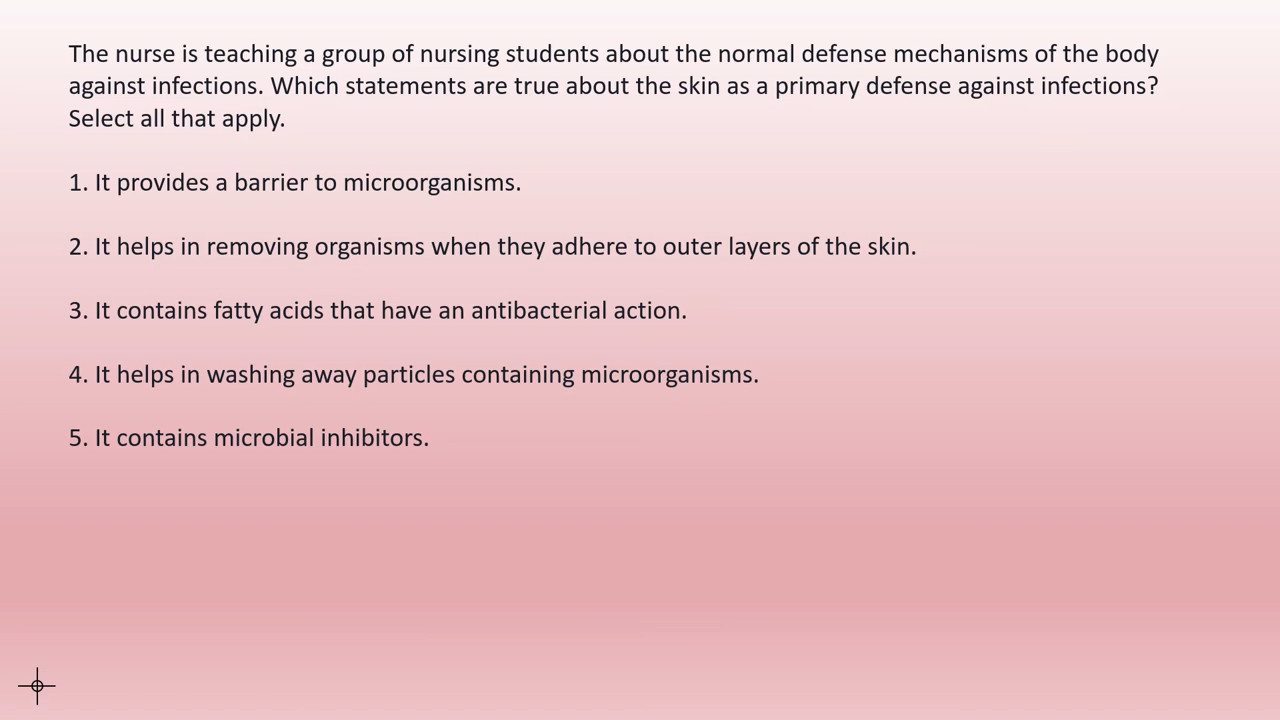 The nurse is teaching a group of nursing students about the normal defense mechanisms of the body
against infections. Which statements are true about the skin as a primary defense against infections?
Select all that apply.
1. It provides a barrier to microorganisms.
2. It helps in removing organisms when they adhere to outer layers of the skin.
3. It contains fatty acids that have an antibacterial action.
4. It helps in washing away particles containing microorganisms.
5. It contains microbial inhibitors.